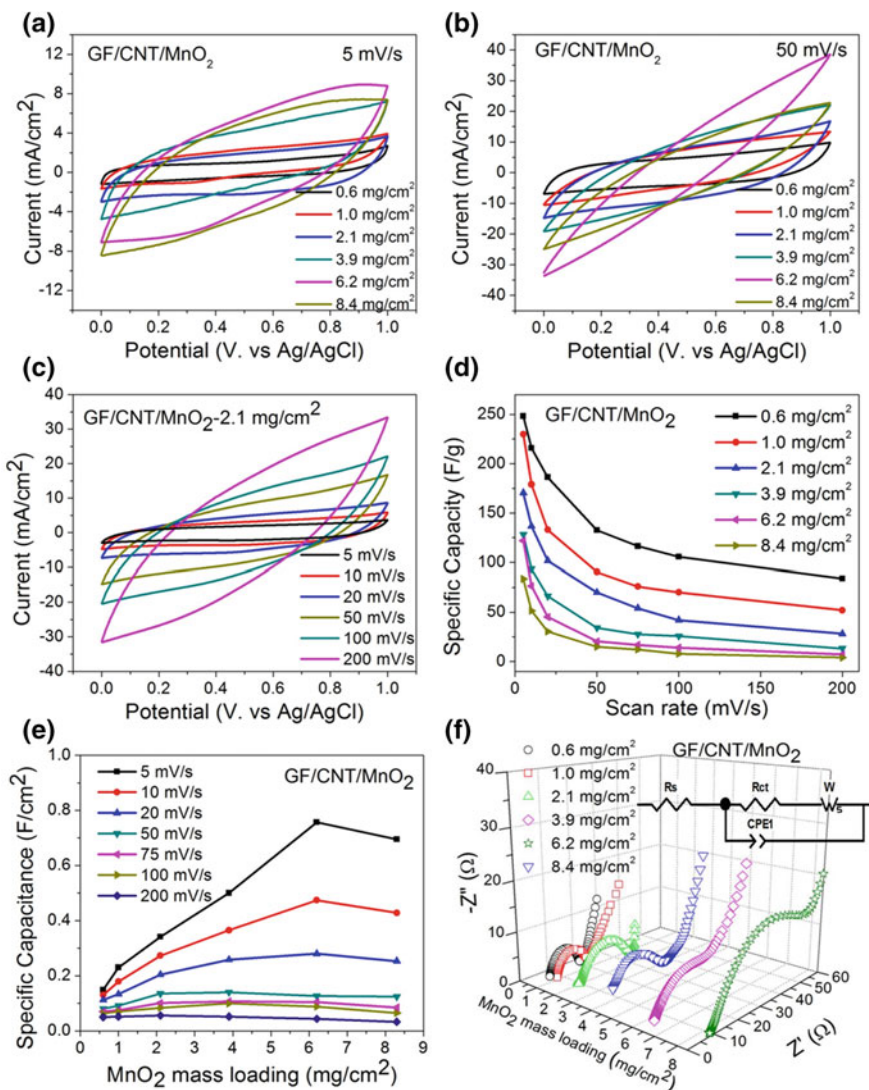 (a)
GF/CNT/MnO₂
5 mV/s
Current (mA/cm²)
12
8
4
0
-4
-8
-12
0.0 0.2 0.4 0.6 0.8 1.0
Potential (V. vs Ag/AgCl)
0.6 mg/cm²
1.0 mg/cm²
2.1 mg/cm²
3.9 mg/cm²
6.2 mg/cm²
8.4 mg/cm²
(b)
GF/CNT/MnO₂
50 mV/s
Current (mA/cm²)
40
30
20
10
0
-10
-20
-30
-40
0.0 0.2 0.4 0.6 0.8 1.0
Potential (V. vs Ag/AgCl)
0.6 mg/cm²
1.0 mg/cm²
2.1 mg/cm²
3.9 mg/cm²
6.2 mg/cm²
8.4 mg/cm²
(c)
GF/CNT/MnO₂-2.1 mg/cm²
Current (mA/cm²)
40
30
20
10
0
-10
-20
-30
-40
0.0 0.2 0.4 0.6 0.8 1.0
Potential (V. vs Ag/AgCl)
5 mV/s
10 mV/s
20 mV/s
50 mV/s
100 mV/s
200 mV/s
(d)
GF/CNT/MnO₂
Specific Capacity (F/g)
250
200
150
100
50
0
0 50 100 150 200
Scan rate (mV/s)
0.6 mg/cm²
1.0 mg/cm²
2.1 mg/cm²
3.9 mg/cm²
6.2 mg/cm²
8.4 mg/cm²
(e)
GF/CNT/MnO₂
Specific Capacitance (F/cm²)
1.0
0.8
0.6
0.4
0.2
0.0
0 1 2 3 4 5 6 7 8 9
MnO₂ mass loading (mg/cm²)
5 mV/s
10 mV/s
20 mV/s
50 mV/s
75 mV/s
100 mV/s
200 mV/s
(f)
GF/CNT/MnO₂
0.6 mg/cm²
1.0 mg/cm²
2.1 mg/cm²
3.9 mg/cm²
6.2 mg/cm²
8.4 mg/cm²
Rs
Rct
Ws
CPE1
-Z" (Ω)
40
30
20
10
0
0 1 2 3 4 5 6 7 8
MnO₂ mass loading (mg/cm²)
0 10 20 30 40 50 60
Z' (Ω)